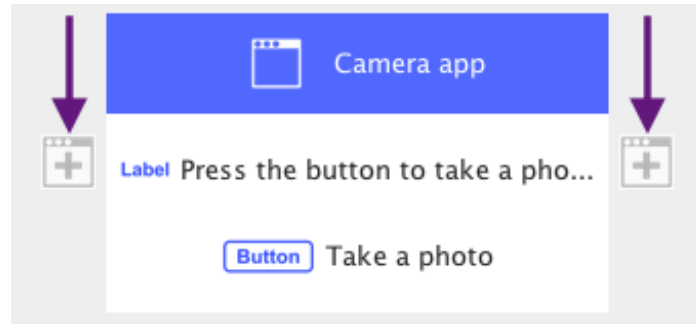 Camera app
Label Press the button to take a pho...
Button Take a photo